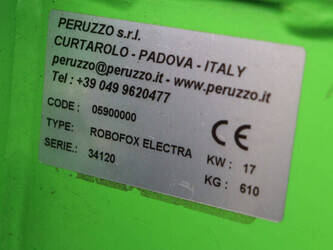 PERUZZO s.r.l.
CURTAROLO - PADOVA - ITALY
peruzzo@peruzzo.it - www.peruzzo.it
Tel : +39 049 9620477
CODE : 05900000
TYPE: ROBOFOX ELECTRA KW : 17
SERIE.: 34120 KG : 610
CE